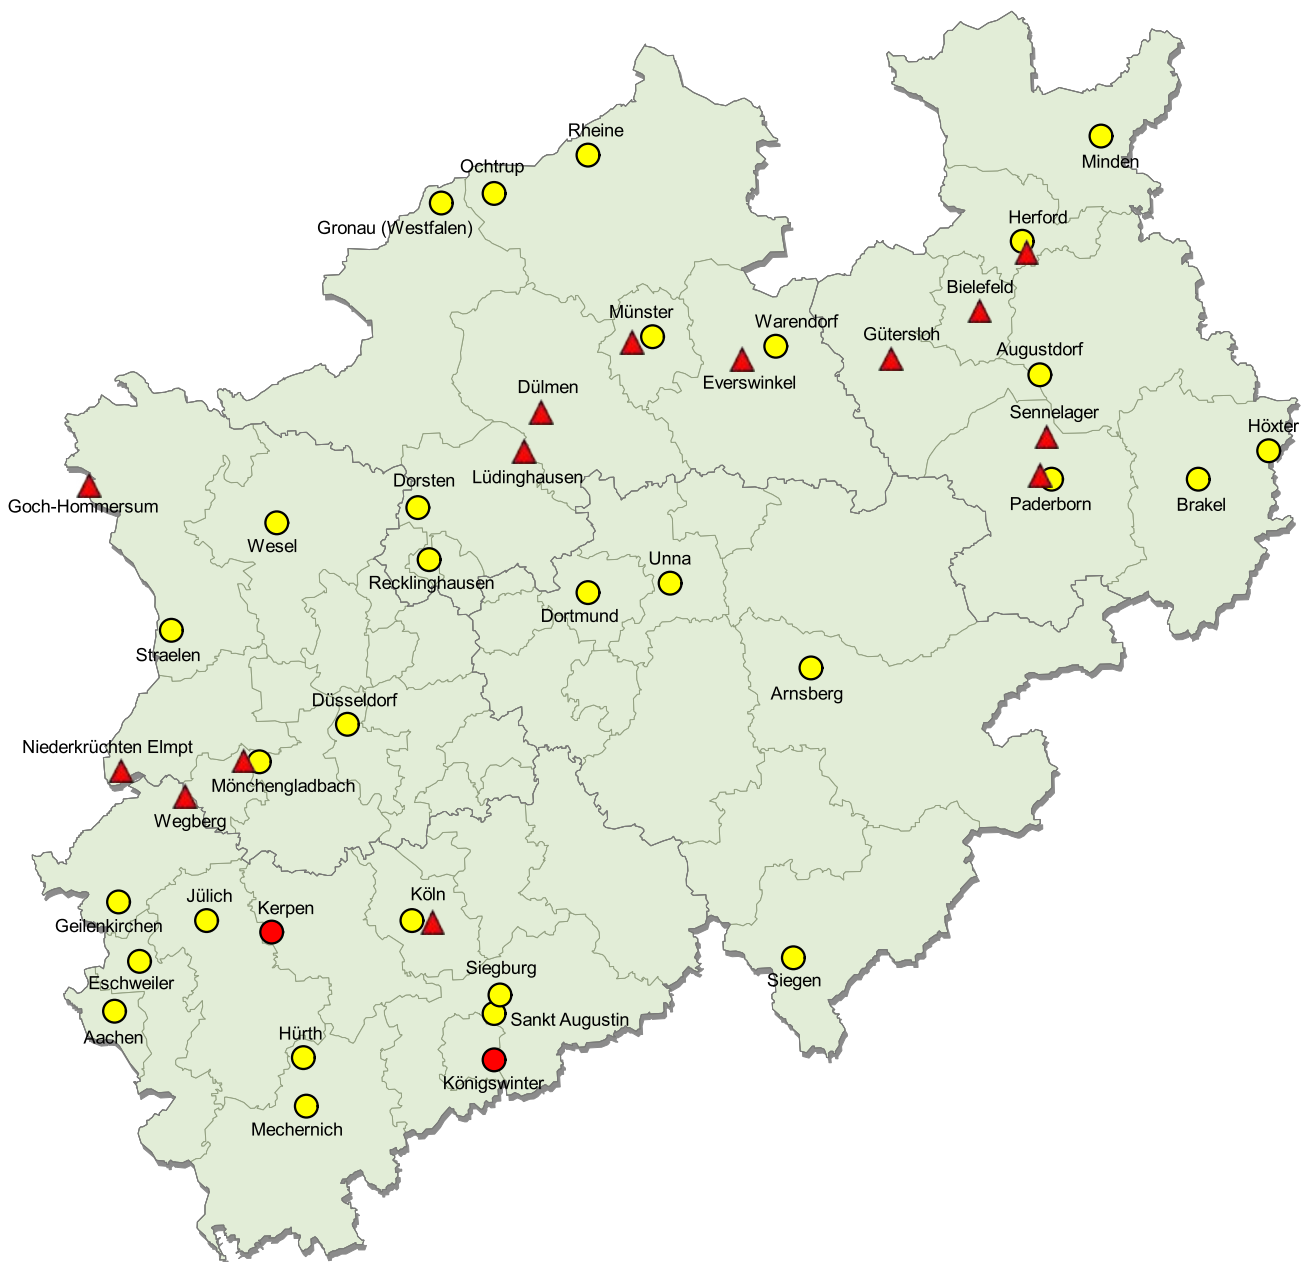 Rheine
Minden
Ochtrup
Gronau (Westfalen)
Herford
Bielefeld
Münster
Warendorf
Gütersloh
Augustdorf
Everswinkel
Dülmen
Sennelager
Höxter
Lüdinghausen
Dorsten
Goch-Hommersum
Paderborn
Brakel
Wesel
Unna
Recklinghausen
Dortmund
Straelen
Arnsberg
Düsseldorf
Niederkrüchten Elmpt
Mönchengladbach
Wegberg
Jülich
Köln
Kerpen
Geilenkirchen
Siegburg
Siegen
Eschweiler
Sankt Augustin
Hürth
Aachen
Königswinter
Mechernich